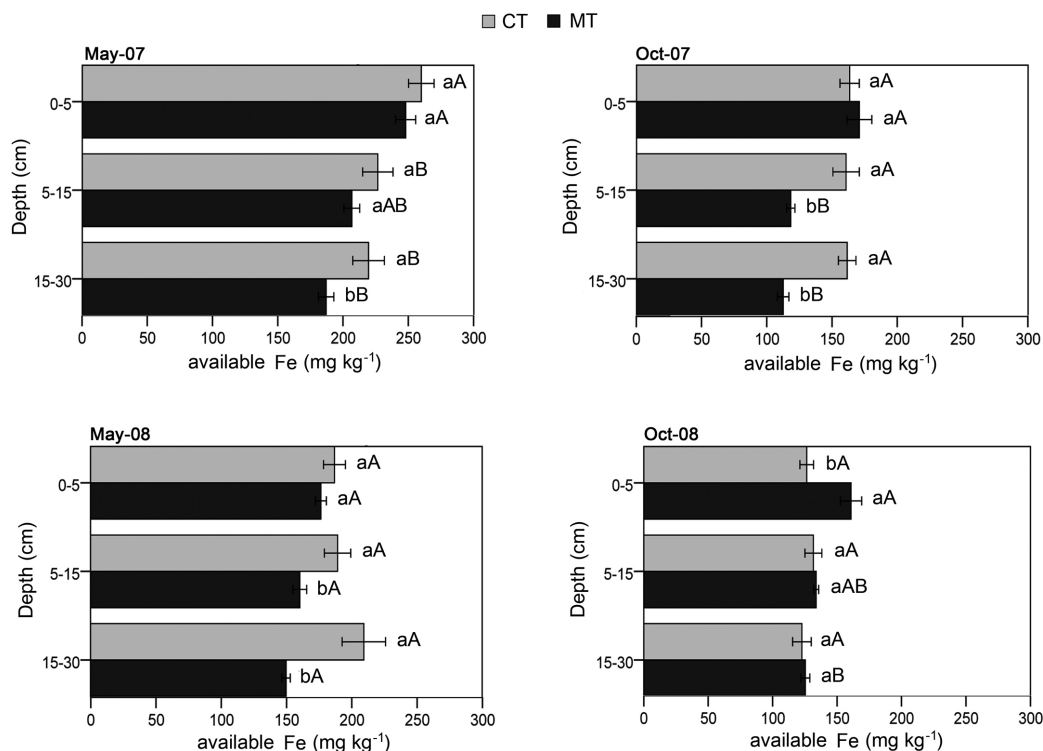 CT MT
May-07
Depth (cm)
0-5
5-15
15-30
aA
aA
aB
aAB
aB
bB
0 50 100 150 200 250 300
available Fe (mg kg⁻¹)
Oct-07
Depth (cm)
0-5
5-15
15-30
aA
aA
aA
bB
aA
bB
0 50 100 150 200 250 300
available Fe (mg kg⁻¹)
May-08
Depth (cm)
0-5
5-15
15-30
aA
aA
aA
bA
aA
bA
0 50 100 150 200 250 300
available Fe (mg kg⁻¹)
Oct-08
Depth (cm)
0-5
5-15
15-30
bA
aA
aA
aAB
aA
aB
0 50 100 150 200 250 300
available Fe (mg kg⁻¹)